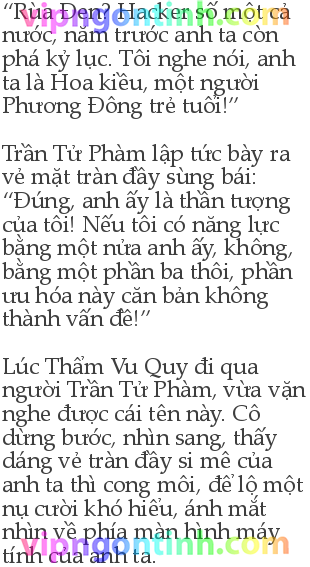 “Rùa Đen? Hacker số một cả
nước, năm trước anh ta còn
phá kỷ lục. Tôi nghe nói, anh
ta là Hoa kiều, một người
Phương Đông trẻ tuổi!”
Trần Tử Phàm lập tức bày ra
vẻ mặt tràn đầy sùng bái:
“Đúng, anh ấy là thần tượng
của tôi! Nếu tôi có năng lực
bằng một nửa anh ấy, không,
bằng một phần ba thôi, phần
ưu hóa này căn bản không
thành vấn đề!”
Lúc Thẩm Vu Quy đi qua
người Trần Tử Phàm, vừa vặn
nghe được cái tên này. Cô
dừng bước, nhìn sang, thấy
dáng vẻ tràn đầy si mê của
anh ta thì cong môi, để lộ một
nụ cười khó hiểu, ánh mắt
nhìn về phía màn hình máy
tính của anh ta.
vipngontinh.com
vipngontinh.com